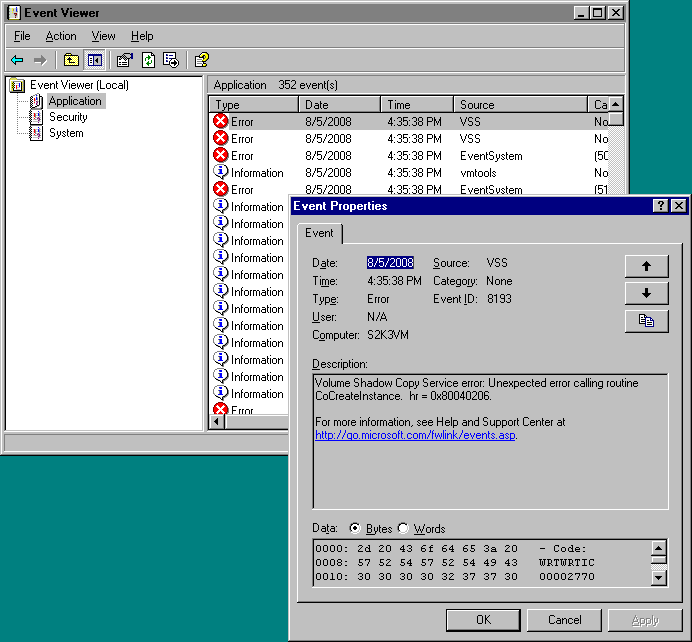 Event Viewer
File Action View Help
Event Viewer (Local)
Application
Security
System
Application 352 event(s)
Type Date Time Source Ca
Error 8/5/2008 4:35:38 PM VSS No
Error 8/5/2008 4:35:38 PM VSS No
Error 8/5/2008 4:35:38 PM EventSystem (50
Information 8/5/2008 4:35:38 PM vmtools No
Error 8/5/2008 4:35:38 PM EventSystem (51
Information
Information
Information
Information
Information
Information
Information
Information
Information
Information
Information
Information
Error
Event Properties
Event
Date: 8/5/2008 Source: VSS
Time: 4:35:38 PM Category: None
Type: Error Event ID: 8193
User: N/A
Computer: S2K3VM
Description:
Volume Shadow Copy Service error: Unexpected error calling routine
CoCreateInstance. hr = 0x80040206.
For more information, see Help and Support Center at
http://go.microsoft.com/fwlink/events.asp.
Data: Bytes Words
0000: 2d 20 43 6f 64 65 3a 20 - Code:
0008: 57 52 54 57 52 54 49 43 WRTWRTIC
0010: 30 30 30 30 32 37 37 30 00002770
OK Cancel Apply